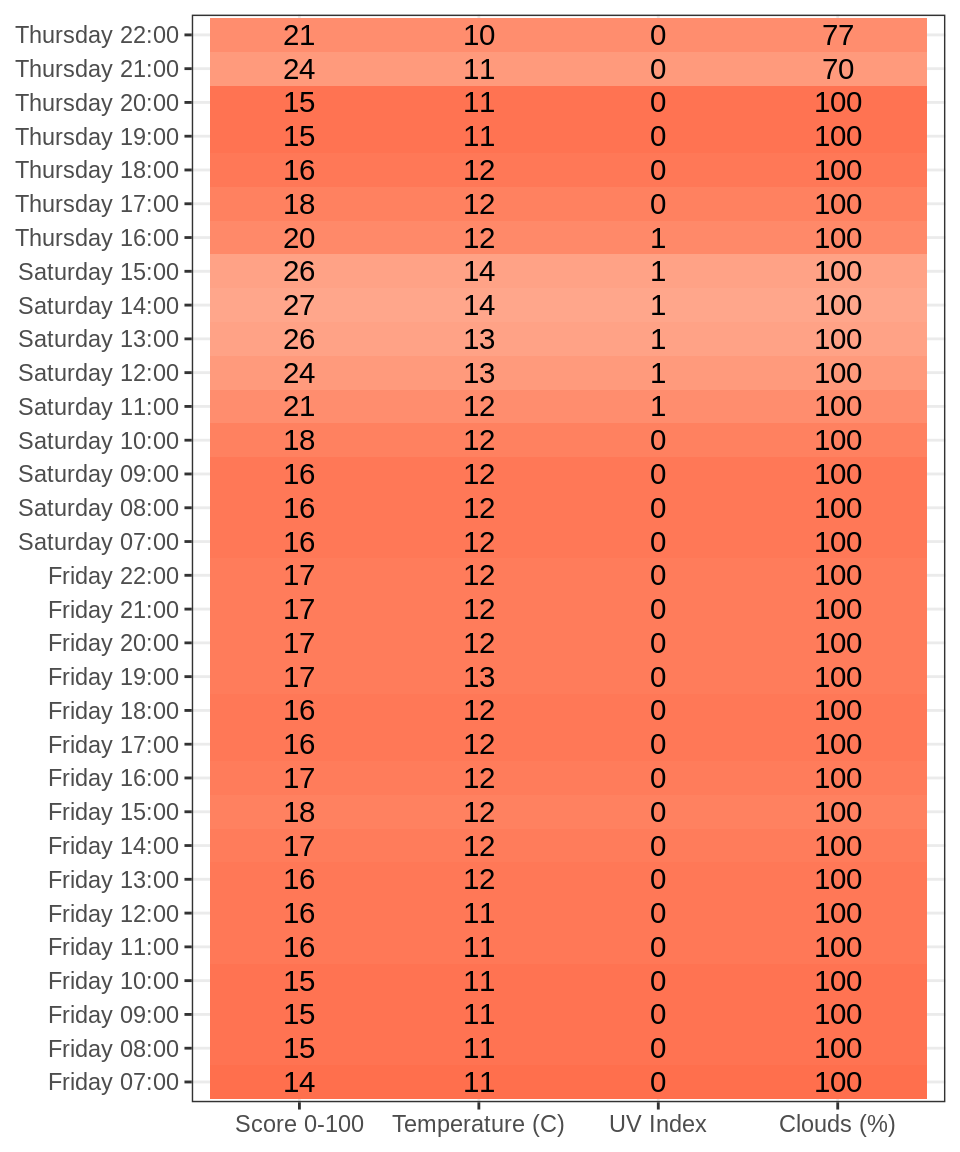 Thursday 22:00 21 10 0 77
Thursday 21:00 24 11 0 70
Thursday 20:00 15 11 0 100
Thursday 19:00 15 11 0 100
Thursday 18:00 16 12 0 100
Thursday 17:00 18 12 0 100
Thursday 16:00 20 12 1 100
Saturday 15:00 26 14 1 100
Saturday 14:00 27 14 1 100
Saturday 13:00 26 13 1 100
Saturday 12:00 24 13 1 100
Saturday 11:00 21 12 1 100
Saturday 10:00 18 12 0 100
Saturday 09:00 16 12 0 100
Saturday 08:00 16 12 0 100
Saturday 07:00 16 12 0 100
Friday 22:00 17 12 0 100
Friday 21:00 17 12 0 100
Friday 20:00 17 12 0 100
Friday 19:00 17 13 0 100
Friday 18:00 16 12 0 100
Friday 17:00 16 12 0 100
Friday 16:00 17 12 0 100
Friday 15:00 18 12 0 100
Friday 14:00 17 12 0 100
Friday 13:00 16 12 0 100
Friday 12:00 16 11 0 100
Friday 11:00 16 11 0 100
Friday 10:00 15 11 0 100
Friday 09:00 15 11 0 100
Friday 08:00 15 11 0 100
Friday 07:00 14 11 0 100
Score 0-100 Temperature (C) UV Index Clouds (%)